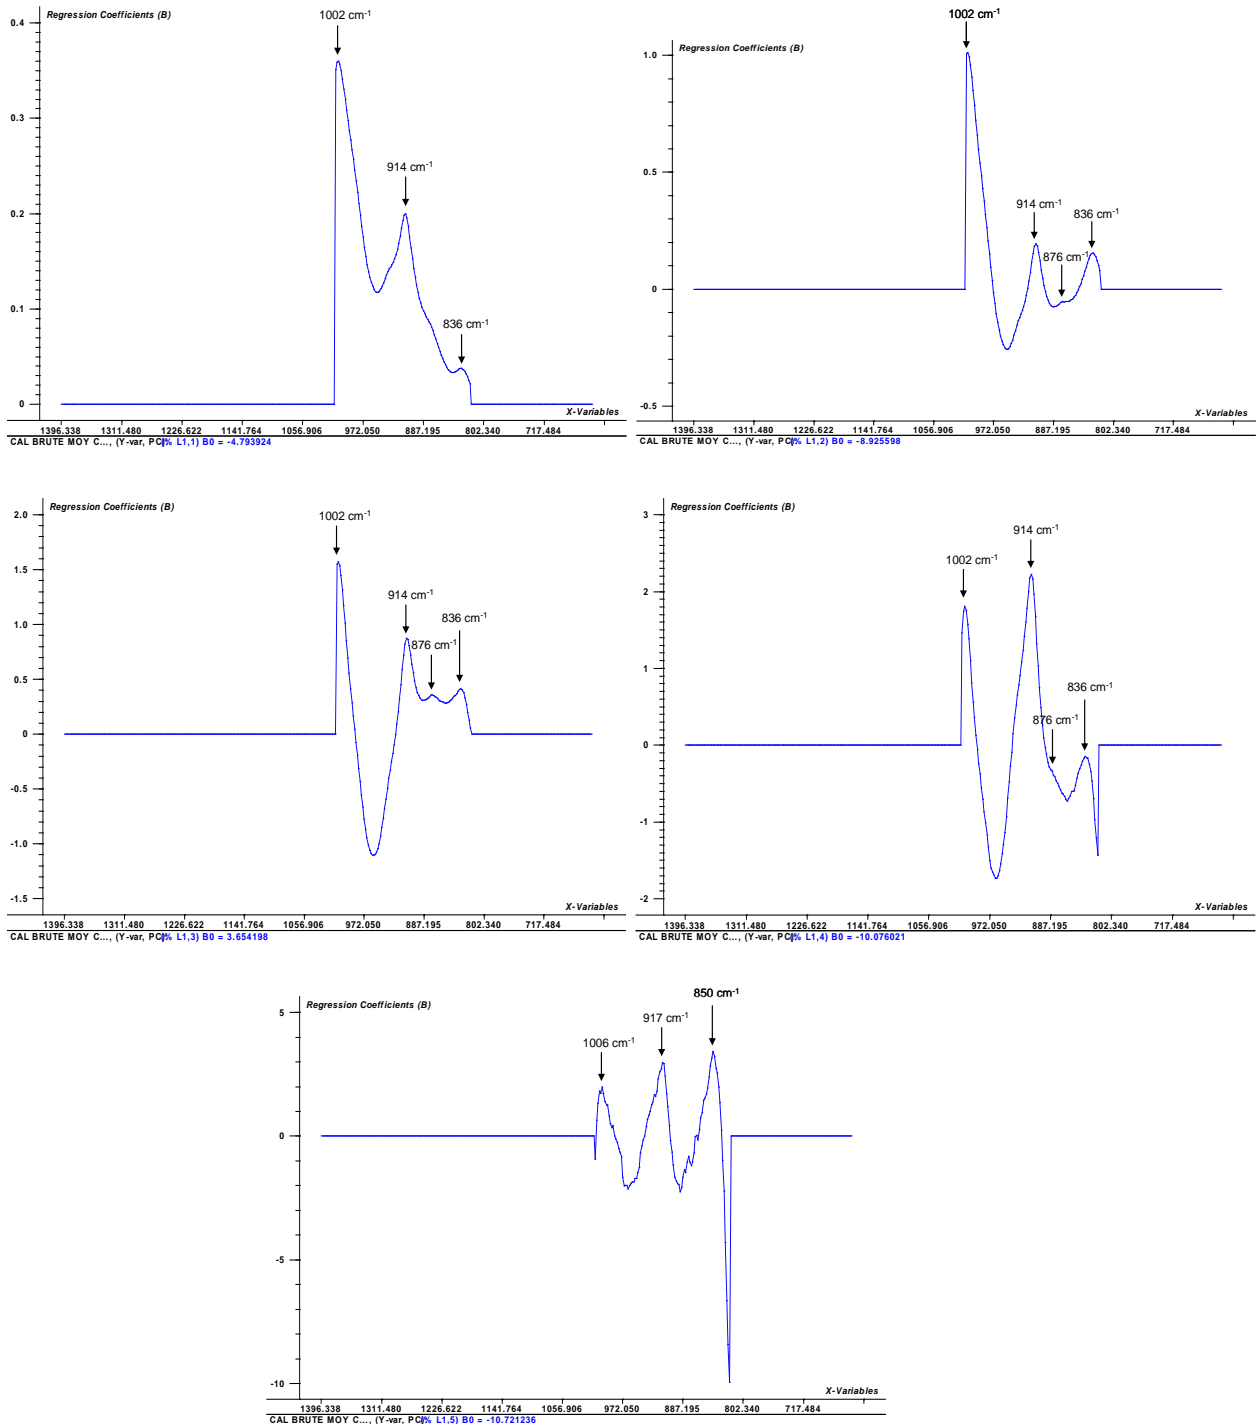 Regression Coefficients (B)
1002 cm-1
0.4
0.3
914 cm-1
0.2
0.1
836 cm-1
0
X-Variables
1396.338 1311.480 1226.622 1141.764 1056.906 972.050 887.195 802.340 717.484
CAL BRUTE MOY C..., (Y-var, PC)% L1,1) B0 = -4.793924
1002 cm-1
Regression Coefficients (B)
1.0
0.5
914 cm-1
836 cm-1
876 cm-1
0
-0.5
X-Variables
1396.338 1311.480 1226.622 1141.764 1056.906 972.050 887.195 802.340 717.484
CAL BRUTE MOY C..., (Y-var, PC)% L1,2) B0 = -8.925598
Regression Coefficients (B)
2.0
1002 cm-1
1.5
1.0
914 cm-1
836 cm-1
876 cm-1
0.5
0
-0.5
-1.0
-1.5
X-Variables
1396.338 1311.480 1226.622 1141.764 1056.906 972.050 887.195 802.340 717.484
CAL BRUTE MOY C..., (Y-var, PC)% L1,3) B0 = 3.654198
Regression Coefficients (B)
3
914 cm-1
1002 cm-1
2
1
836 cm-1
876 cm-1
0
-1
-2
X-Variables
1396.338 1311.480 1226.622 1141.764 1056.906 972.050 887.195 802.340 717.484
CAL BRUTE MOY C..., (Y-var, PC)% L1,4) B0 = -10.076021
850 cm-1
Regression Coefficients (B)
5
917 cm-1
1006 cm-1
0
-5
-10
X-Variables
1396.338 1311.480 1226.622 1141.764 1056.906 972.050 887.195 802.340 717.484
CAL BRUTE MOY C..., (Y-var, PC)% L1,5) B0 = -10.721236